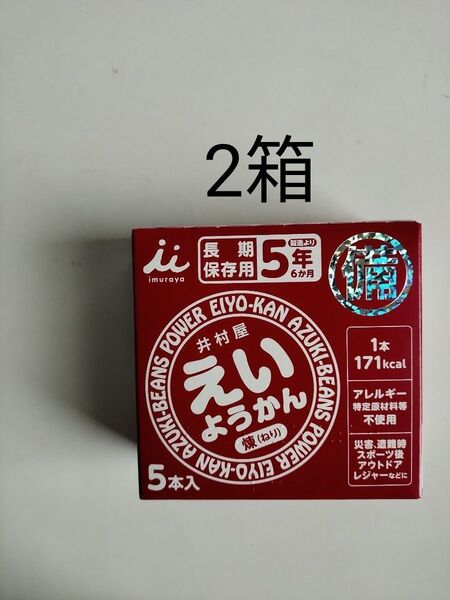 2箱
imuraya
長期
保存用
5年
製造より
6か月
備
井村屋
えい
ようかん
煉(ねり)
AZUKI-BEANS POWER EIYO-KAN AZUKI-BEANS POWER EIYO-KAN
5本入
1本
171kcal
アレルギー
特定原材料等
不使用
災害、遭難時
スポーツ後
アウトドア
レジャーなどに